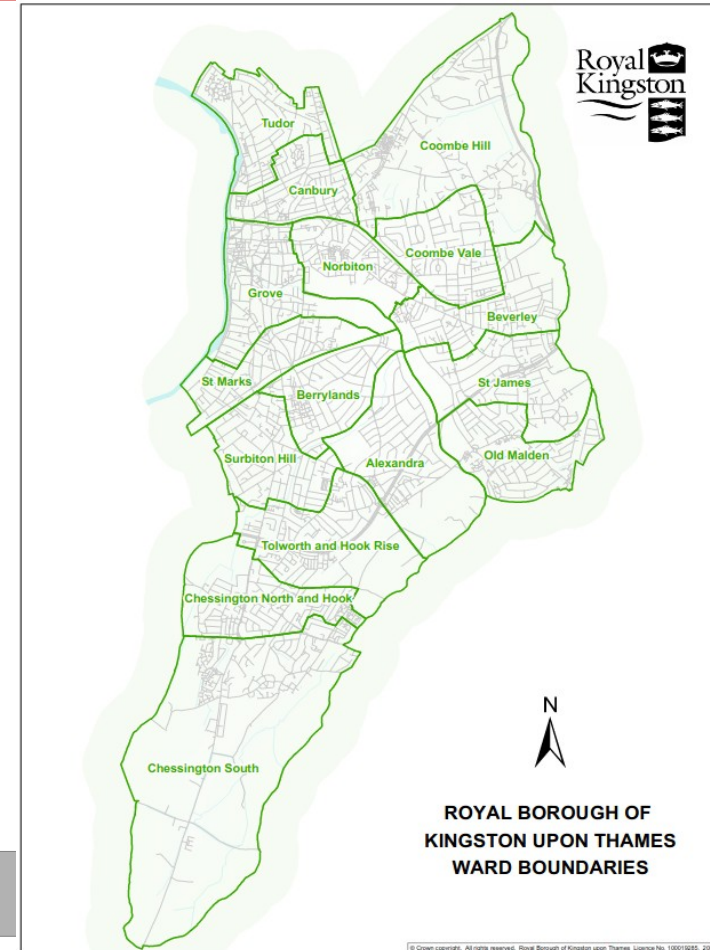 Royal
Kingston
Tudor
Coombe Hill
Canbury
Coombe Vale
Norbiton
Grove
Beverley
St Marks
St James
Berrylands
Surbiton Hill
Alexandra
Old Malden
Tolworth and Hook Rise
Chessington North and Hook
Chessington South
N
ROYAL BOROUGH OF
KINGSTON UPON THAMES
WARD BOUNDARIES
© Crown copyright. All rights reserved. Royal Borough of Kingston upon Thames. Licence No. 100019285. 20